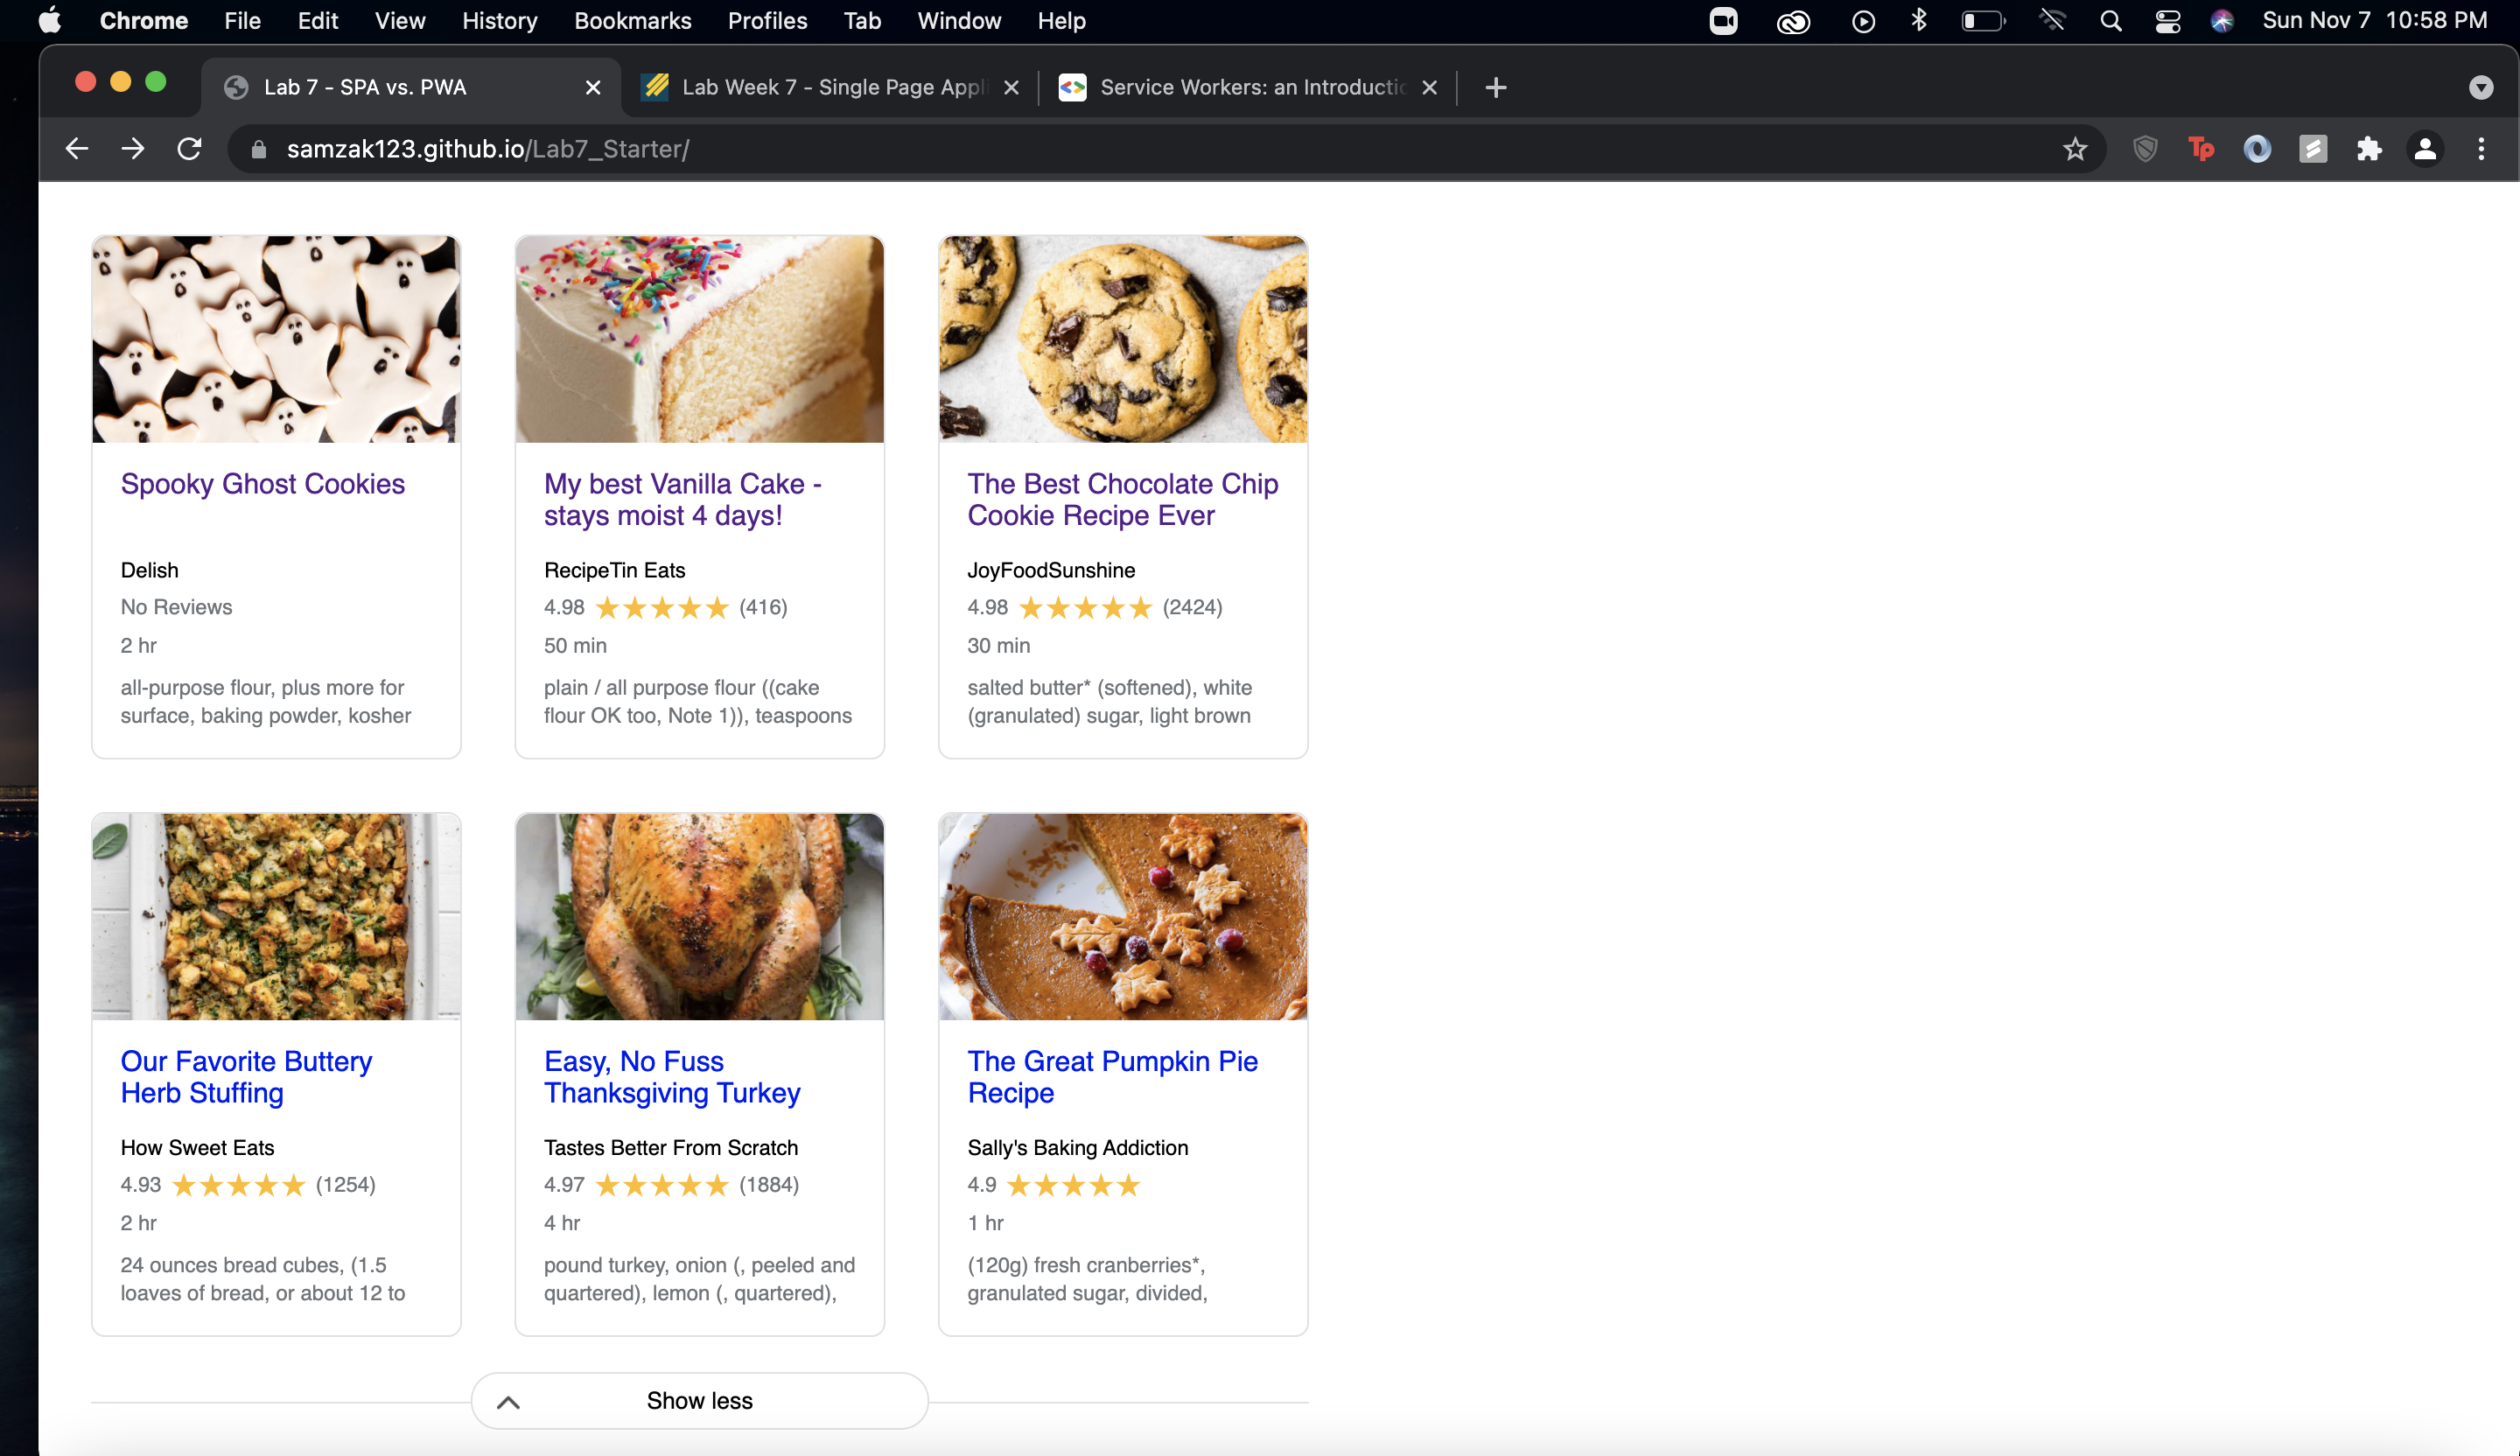 Chrome File Edit View History Bookmarks Profiles Tab Window Help Sun Nov 7 10:58 PM
Lab 7 - SPA vs. PWA Lab Week 7 - Single Page Appli Service Workers: an Introductio
samzak123.github.io/Lab7_Starter/
Tp
Spooky Ghost Cookies
Delish
No Reviews
2 hr
all-purpose flour, plus more for
surface, baking powder, kosher
My best Vanilla Cake -
stays moist 4 days!
RecipeTin Eats
4.98 (416)
50 min
plain / all purpose flour ((cake
flour OK too, Note 1)), teaspoons
The Best Chocolate Chip
Cookie Recipe Ever
JoyFoodSunshine
4.98 (2424)
30 min
salted butter* (softened), white
(granulated) sugar, light brown
Our Favorite Buttery
Herb Stuffing
How Sweet Eats
4.93 (1254)
2 hr
24 ounces bread cubes, (1.5
loaves of bread, or about 12 to
Easy, No Fuss
Thanksgiving Turkey
Tastes Better From Scratch
4.97 (1884)
4 hr
pound turkey, onion (, peeled and
quartered), lemon (, quartered),
The Great Pumpkin Pie
Recipe
Sally's Baking Addiction
4.9
1 hr
(120g) fresh cranberries*,
granulated sugar, divided,
Show less